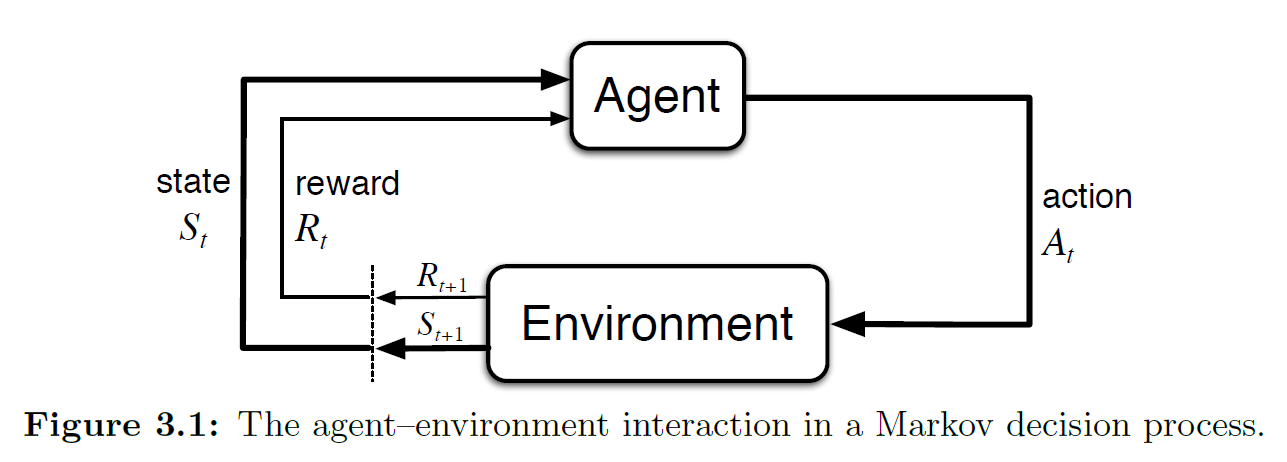 Agent
state
S_t
reward
R_t
action
A_t
R_{t+1}
S_{t+1}
Environment
Figure 3.1: The agent–environment interaction in a Markov decision process.